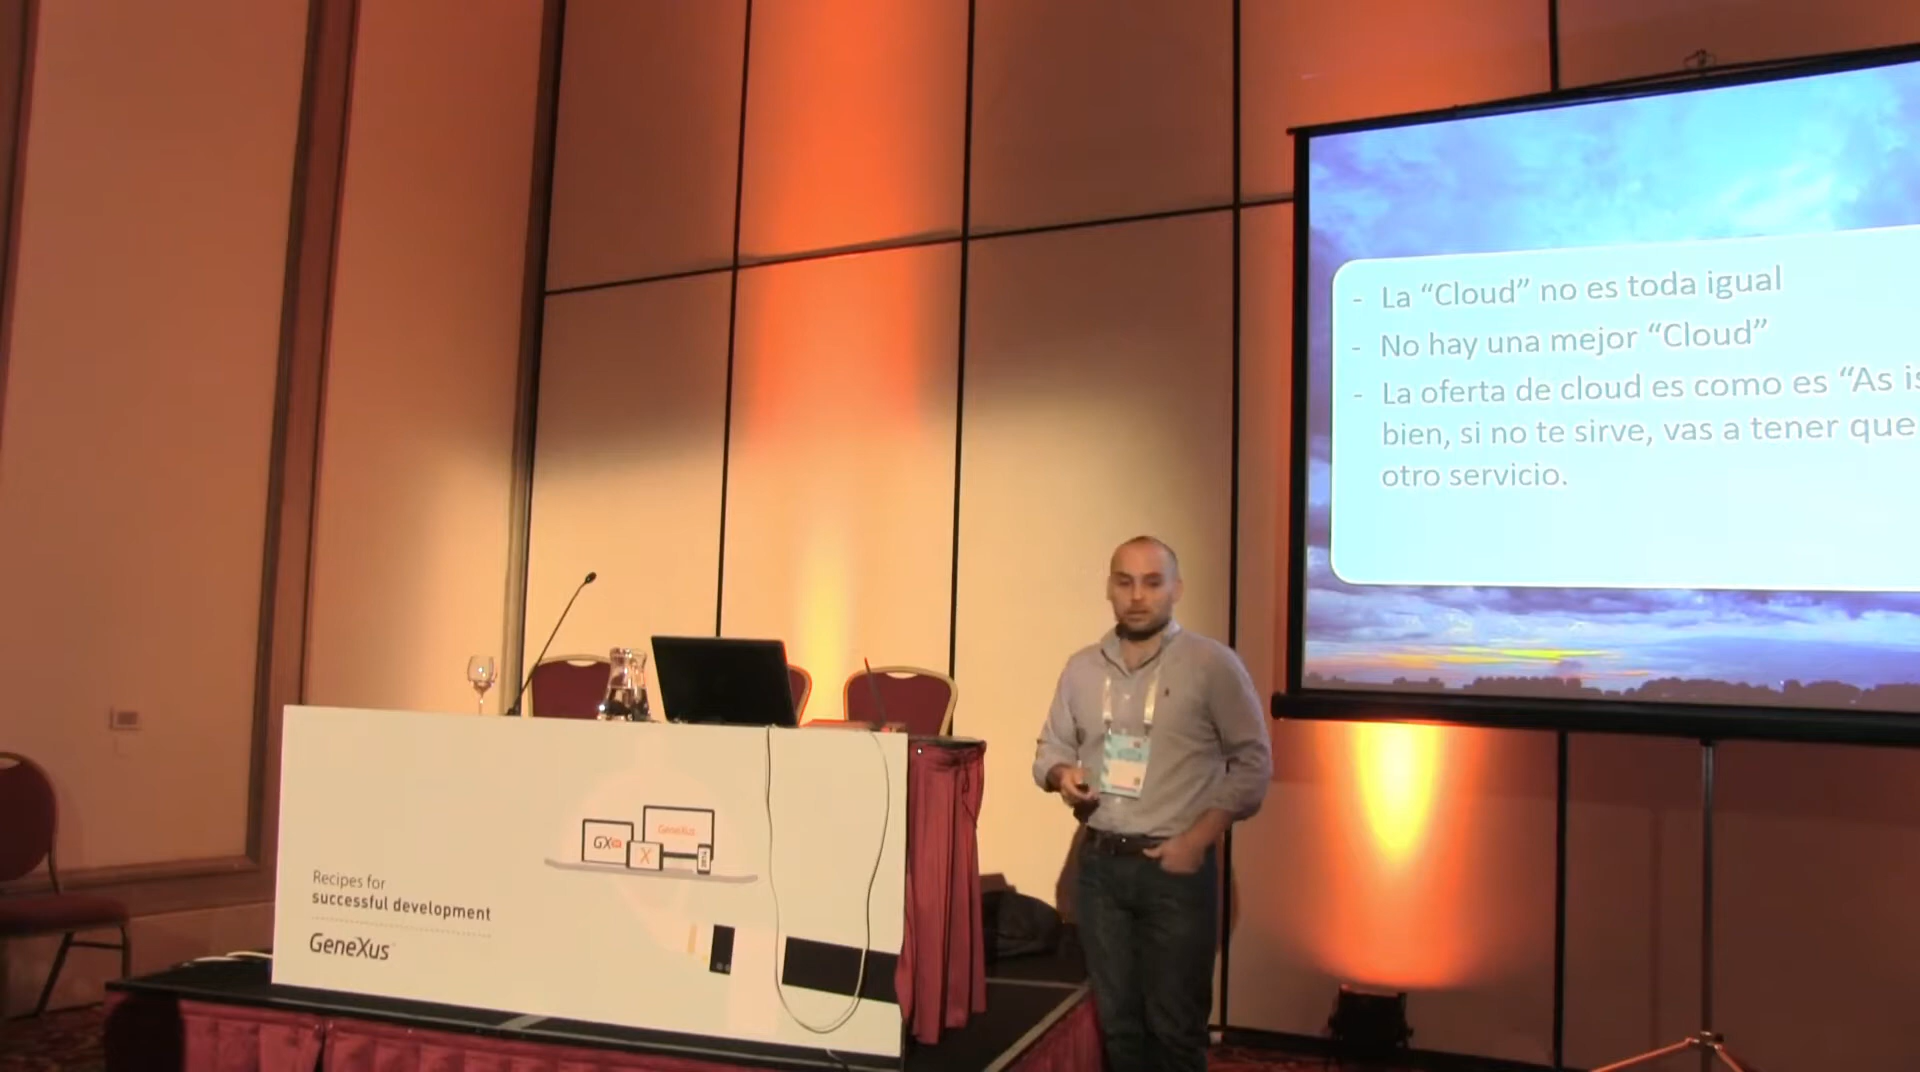 - La “Cloud” no es toda igual
- No hay una mejor “Cloud”
- La oferta de cloud es como es “As is
bien, si no te sirve, vas a tener que
otro servicio.
GX
GeneXus
X
Recipes for
successful development
GeneXus